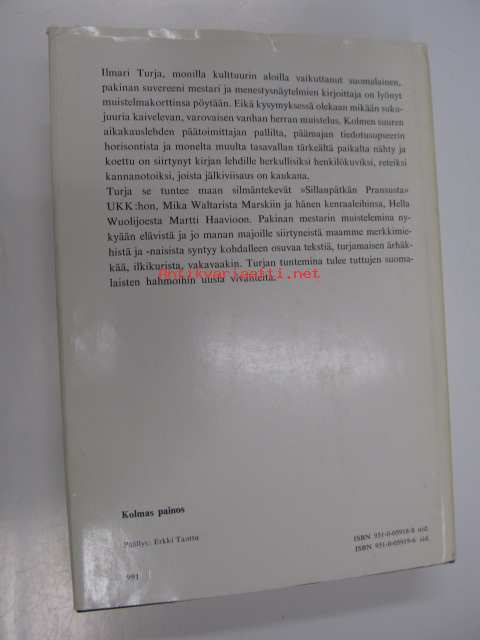 Ilmari Turja, monilla kulttuurin aloilla vaikuttanut suomalainen,
pakinan suvereeni mestari ja menestysnäytelmien kirjoittaja on lyönyt
muistelmakorttinsa pöytään. Eikä kysymyksessä olekaan mikään suku-
juuria kaivelevan, varovaisen vanhan herran muistelus. Kolmen suuren
aikakauslehden päätoimittajan pallilta, päämajan tiedotusupseerin
horisontista ja monelta muulta tasavallan tärkeältä paikalta nähty ja
koettu on siirtynyt kirjan lehdille herkullisiksi henkilökuviksi, reteiksi
kannanotoiksi, joista jälkiviisaus on kaukana.
Turja se tuntee maan silmäntekevät »Sillanpätkän Pransusta»
UKK:hon, Mika Waltarista Marskiin ja hänen kenraaleihinsa, Hella
Wuolijoesta Martti Haavioon. Pakinan mestarin muistelemina ny-
kyään elävistä ja jo manan majoille siirtyneistä maamme merkkimie-
histä ja -naisista syntyy kohdalleen osuvaa tekstiä, turjamaisen ärhäk-
kää, ilkikurista, vakavaakin. Turjan tuntemina tulee tuttujen suoma-
laisten hahmoihin uusia vivahteita.
Antikvariaatti.net
Kolmas painos
Päällys: Erkki Tanttu
ISBN 951-0-05918-8 nid.
ISBN 951-0-05919-6 sid.
991